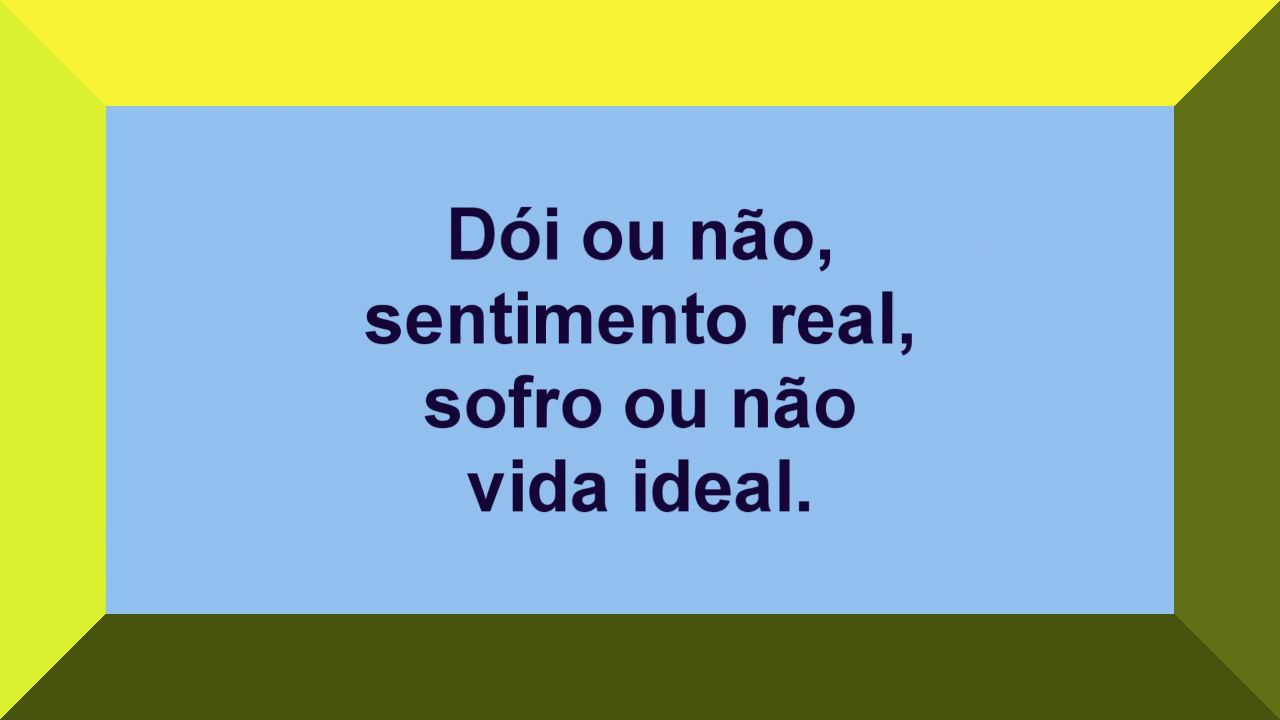 Dói ou não,
sentimento real,
sofro ou não
vida ideal.